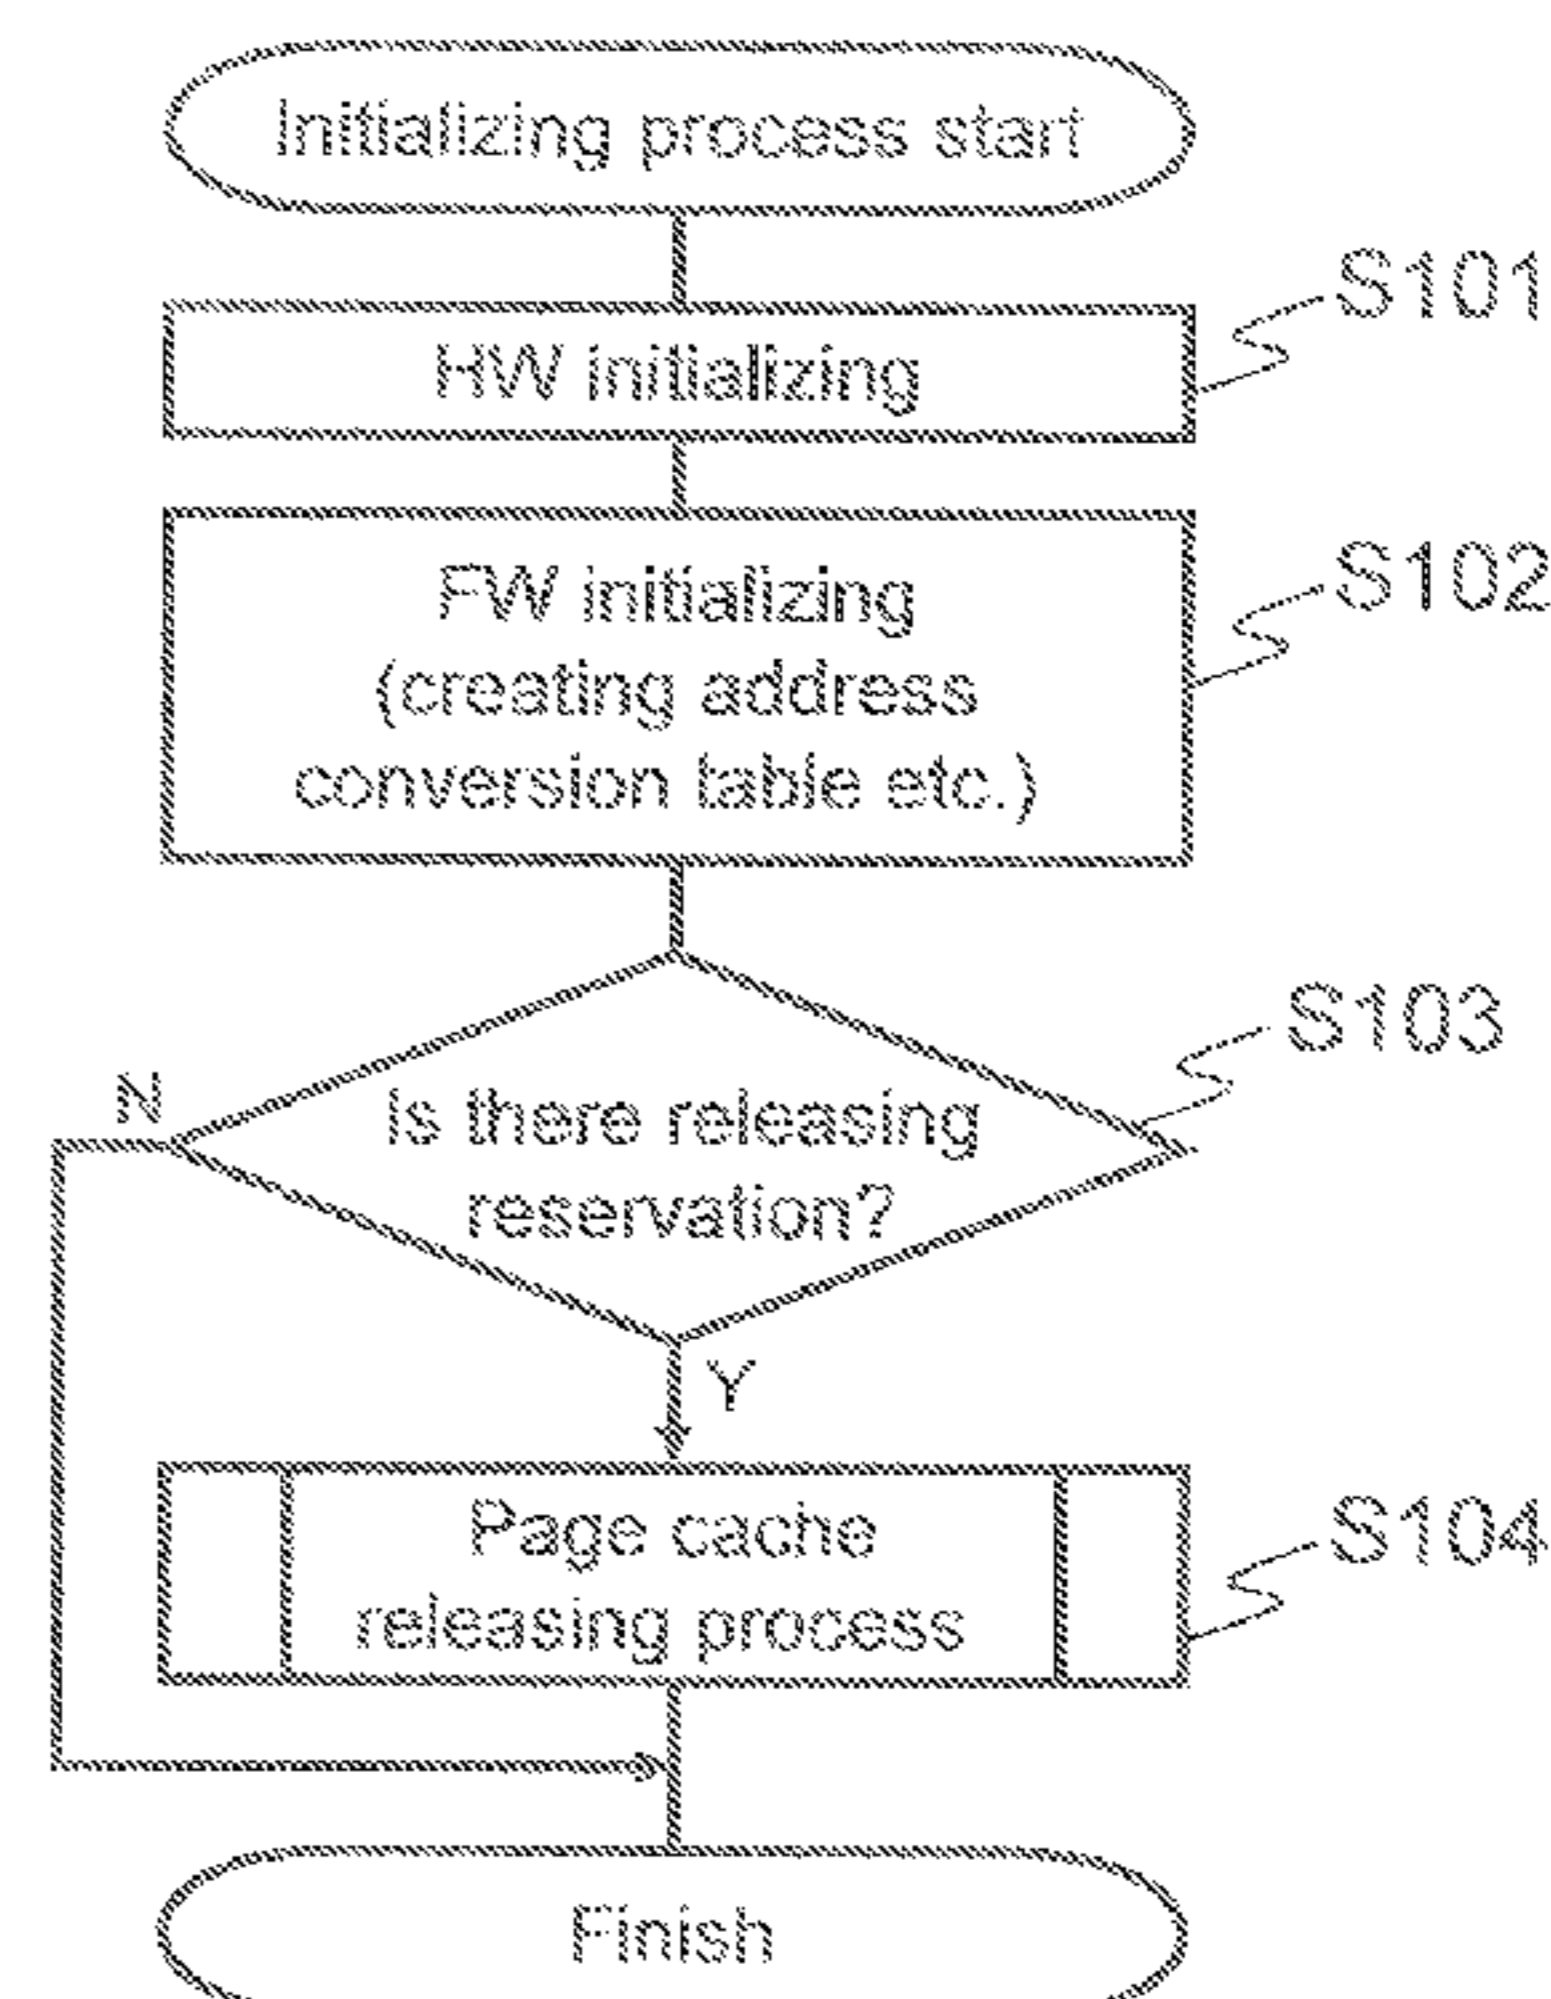 Initializing process start
S101
HW initializing
S102
FW initializing
(creating address
conversion table etc.)
S103
N
Is there releasing
reservation?
Y
S104
Page cache
releasing process
Finish